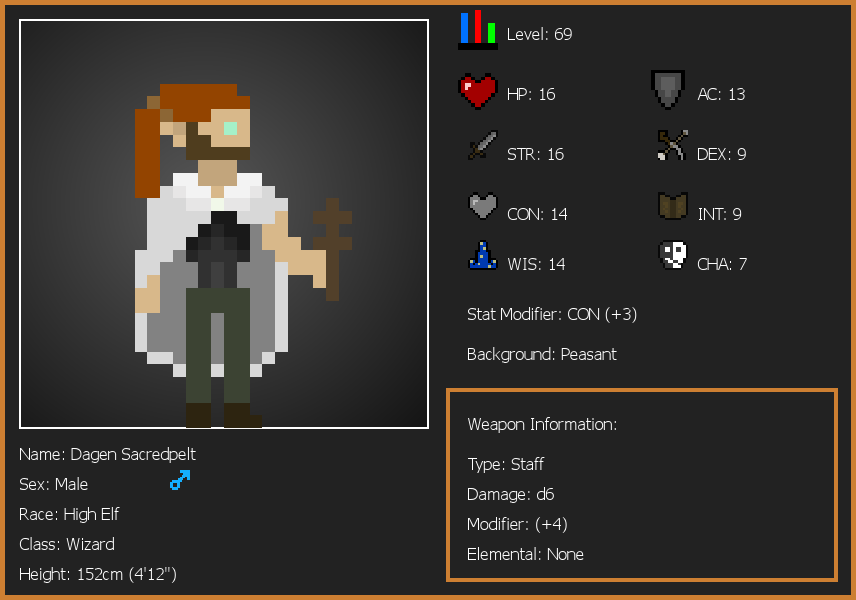 Level: 69
HP: 16
AC: 13
STR: 16
DEX: 9
CON: 14
INT: 9
WIS: 14
CHA: 7
Stat Modifier: CON (+3)
Background: Peasant
Weapon Information:
Type: Staff
Damage: d6
Modifier: (+4)
Elemental: None
Name: Dagen Sacredpelt
Sex: Male
Race: High Elf
Class: Wizard
Height: 152cm (4'12")